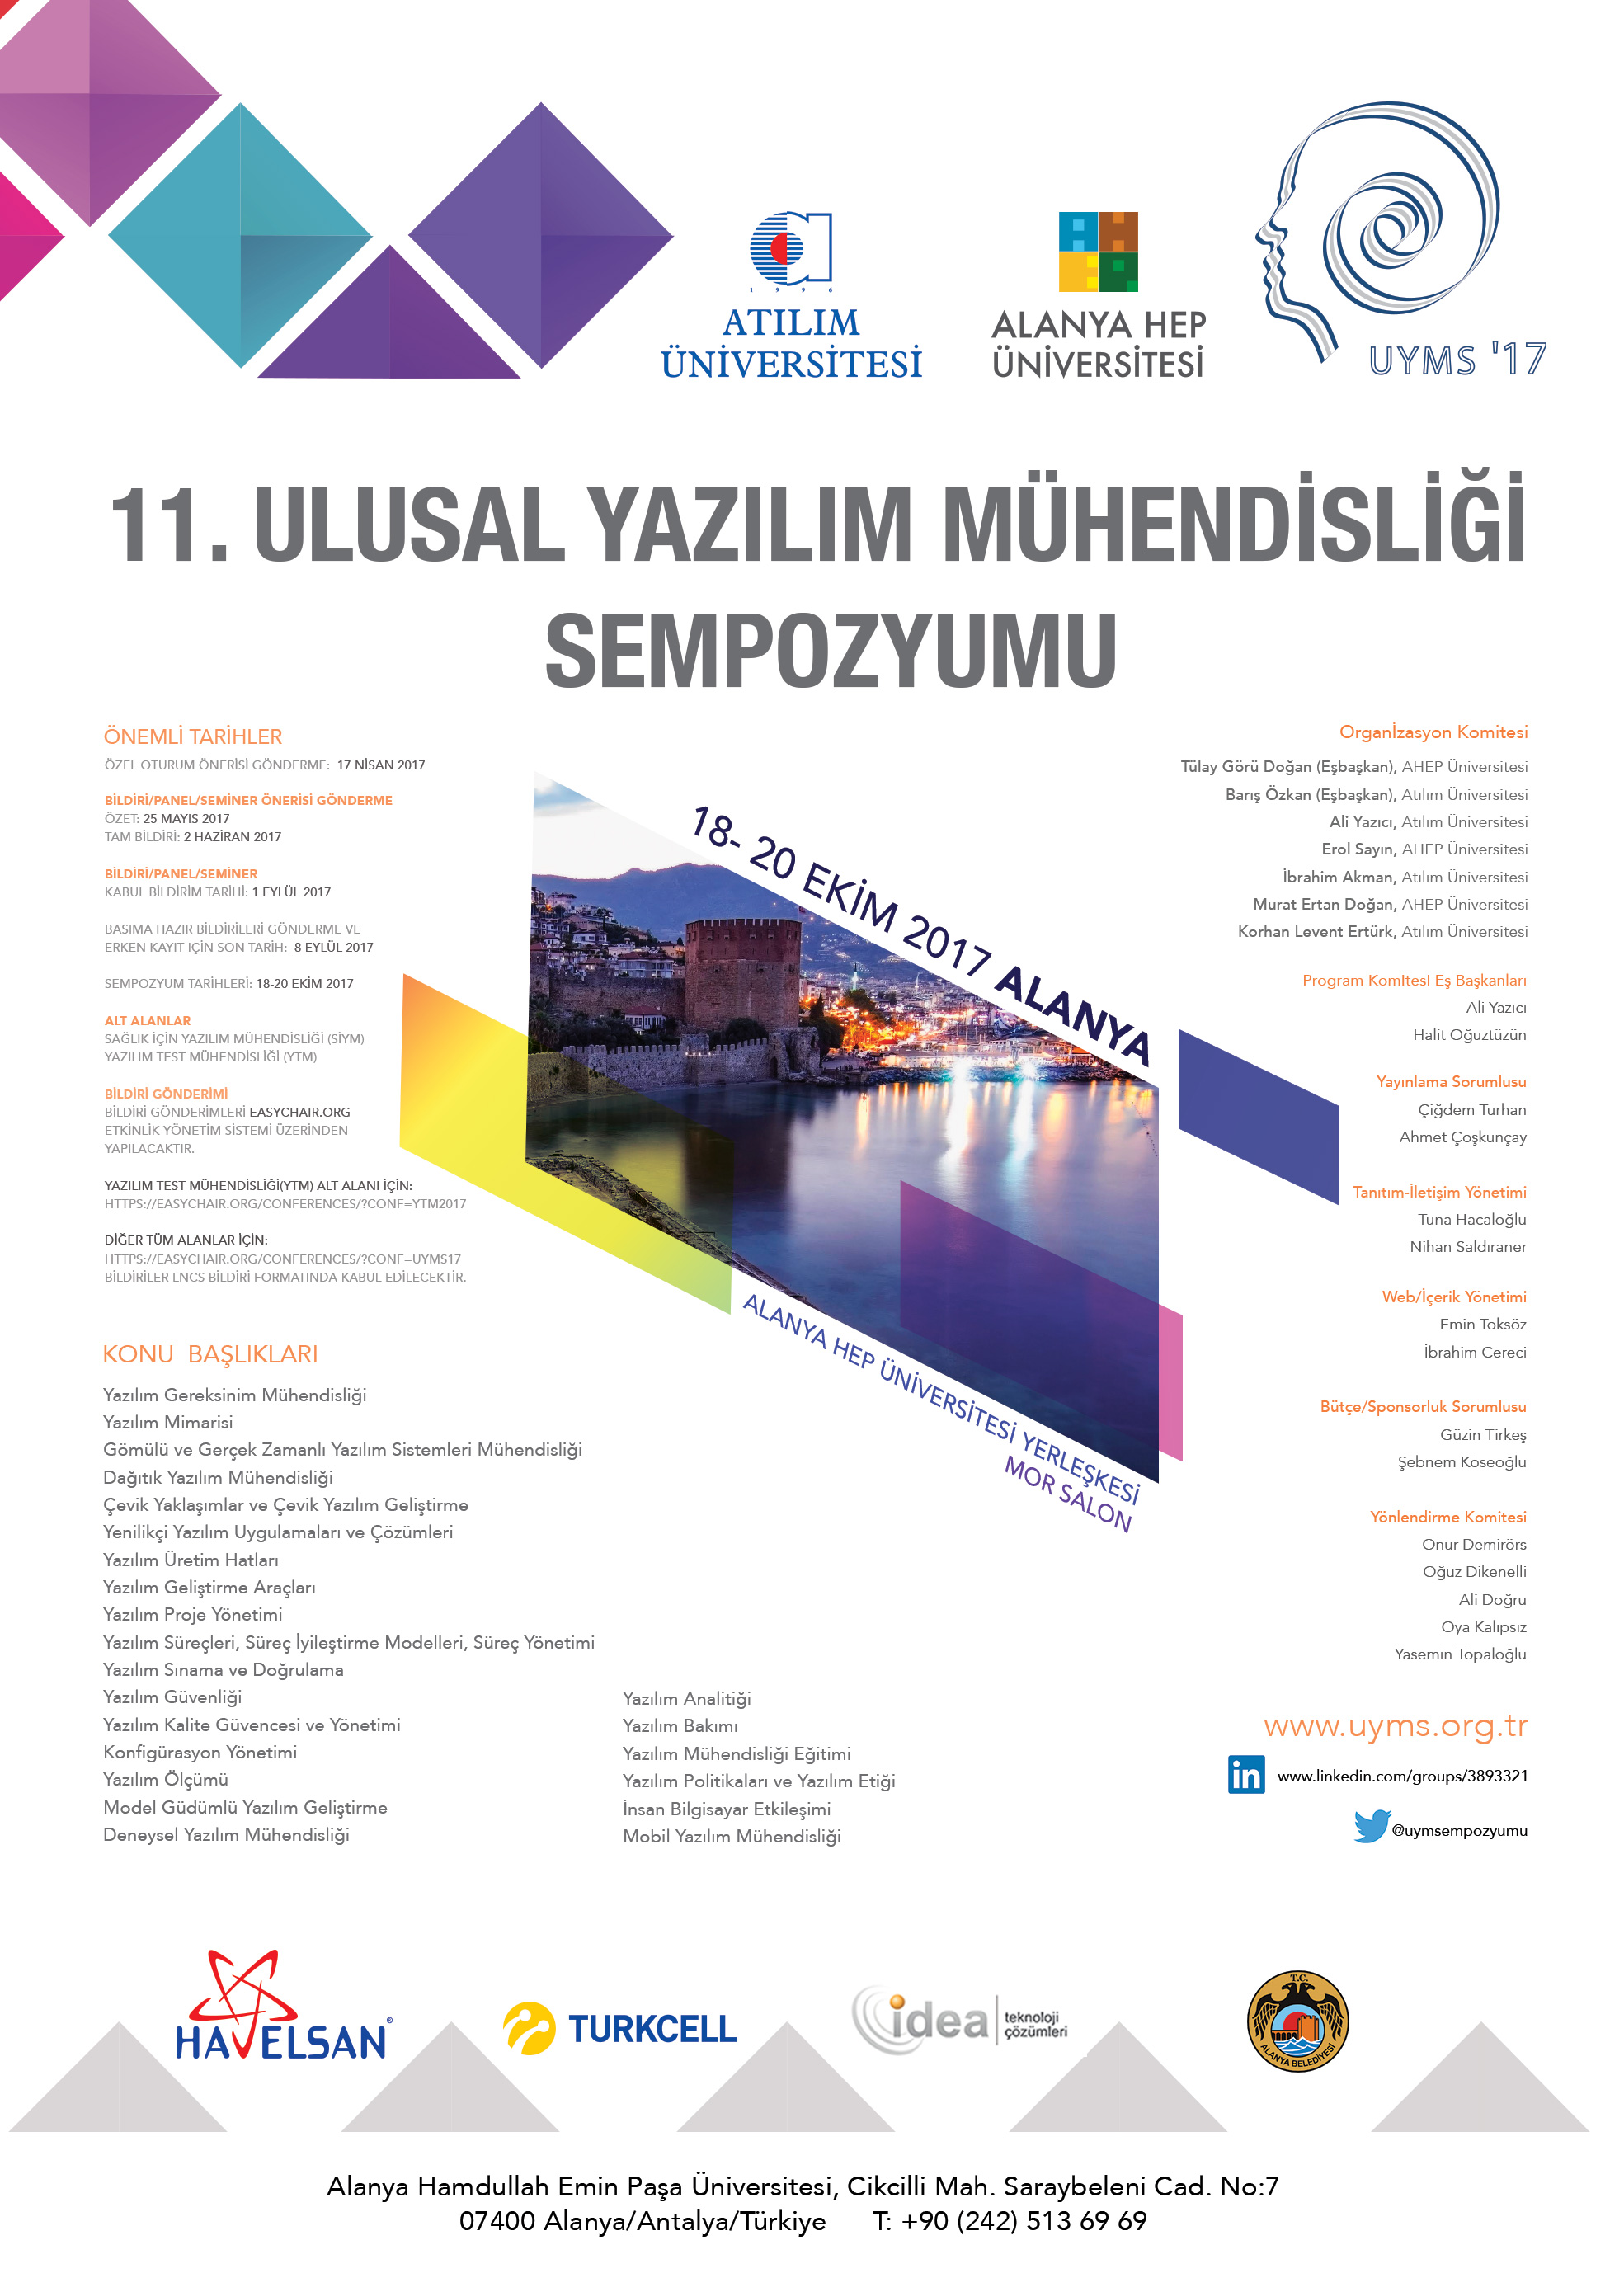 1996
ATILIM
ÜNİVERSİTESİ
AHEP
ALANYA HEP
ÜNİVERSİTESİ
UYMS '17
11. ULUSAL YAZILIM MÜHENDİSLİĞİ
SEMPOZYUMU
ÖNEMLİ TARİHLER
ÖZEL OTURUM ÖNERİSİ GÖNDERME: 17 NİSAN 2017
BİLDİRİ/PANEL/SEMİNER ÖNERİSİ GÖNDERME
ÖZET: 25 MAYIS 2017
TAM BİLDİRİ: 2 HAZİRAN 2017
BİLDİRİ/PANEL/SEMİNER
KABUL BİLDİRİM TARİHİ: 1 EYLÜL 2017
BASIMA HAZIR BİLDİRİLERİ GÖNDERME VE
ERKEN KAYIT İÇİN SON TARİH: 8 EYLÜL 2017
SEMPOZYUM TARİHLERİ: 18-20 EKİM 2017
ALT ALANLAR
SAĞLIK İÇİN YAZILIM MÜHENDİSLİĞİ (SİYM)
YAZILIM TEST MÜHENDİSLİĞİ (YTM)
BİLDİRİ GÖNDERİMİ
BİLDİRİ GÖNDERİMLERİ EASYCHAIR.ORG
ETKİNLİK YÖNETİM SİSTEMİ ÜZERİNDEN
YAPILACAKTIR.
YAZILIM TEST MÜHENDİSLİĞİ(YTM) ALT ALANI İÇİN:
HTTPS://EASYCHAIR.ORG/CONFERENCES/?CONF=YTM2017
DİĞER TÜM ALANLAR İÇİN:
HTTPS://EASYCHAIR.ORG/CONFERENCES/?CONF=UYMS17
BİLDİRİLER LNCS BİLDİRİ FORMATINDA KABUL EDİLECEKTİR.
18- 20 EKİM 2017 ALANYA
ALANYA HEP ÜNİVERSİTESİ YERLEŞKESİ
MOR SALON
Organİzasyon Komitesi
Tülay Görü Doğan (Eşbaşkan), AHEP Üniversitesi
Barış Özkan (Eşbaşkan), Atılım Üniversitesi
Ali Yazıcı, Atılım Üniversitesi
Erol Sayın, AHEP Üniversitesi
İbrahim Akman, Atılım Üniversitesi
Murat Ertan Doğan, AHEP Üniversitesi
Korhan Levent Ertürk, Atılım Üniversitesi
Program Komİtesİ Eş Başkanları
Ali Yazıcı
Halit Oğuztüzün
Yayınlama Sorumlusu
Çiğdem Turhan
Ahmet Çoşkunçay
Tanıtım-İletişim Yönetimi
Tuna Hacaloğlu
Nihan Saldıraner
Web/İçerik Yönetimi
Emin Toksöz
İbrahim Cereci
Bütçe/Sponsorluk Sorumlusu
Güzin Tirkeş
Şebnem Köseoğlu
Yönlendirme Komitesi
Onur Demirörs
Oğuz Dikenelli
Ali Doğru
Oya Kalıpsız
Yasemin Topaloğlu
KONU BAŞLIKLARI
Yazılım Gereksinim Mühendisliği
Yazılım Mimarisi
Gömülü ve Gerçek Zamanlı Yazılım Sistemleri Mühendisliği
Dağıtık Yazılım Mühendisliği
Çevik Yaklaşımlar ve Çevik Yazılım Geliştirme
Yenilikçi Yazılım Uygulamaları ve Çözümleri
Yazılım Üretim Hatları
Yazılım Geliştirme Araçları
Yazılım Proje Yönetimi
Yazılım Süreçleri, Süreç İyileştirme Modelleri, Süreç Yönetimi
Yazılım Sınama ve Doğrulama
Yazılım Güvenliği
Yazılım Kalite Güvencesi ve Yönetimi
Konfigürasyon Yönetimi
Yazılım Ölçümü
Model Güdümlü Yazılım Geliştirme
Deneysel Yazılım Mühendisliği
Yazılım Analitiği
Yazılım Bakımı
Yazılım Mühendisliği Eğitimi
Yazılım Politikaları ve Yazılım Etiği
İnsan Bilgisayar Etkileşimi
Mobil Yazılım Mühendisliği
www.uyms.org.tr
in www.linkedin.com/groups/3893321
@uymsempozyumu
HAVELSAN®
TURKCELL
idea teknoloji
çözümleri
T.C.
ALANYA BELEDİYESİ
Alanya Hamdullah Emin Paşa Üniversitesi, Cikcilli Mah. Saraybeleni Cad. No:7
07400 Alanya/Antalya/Türkiye T: +90 (242) 513 69 69